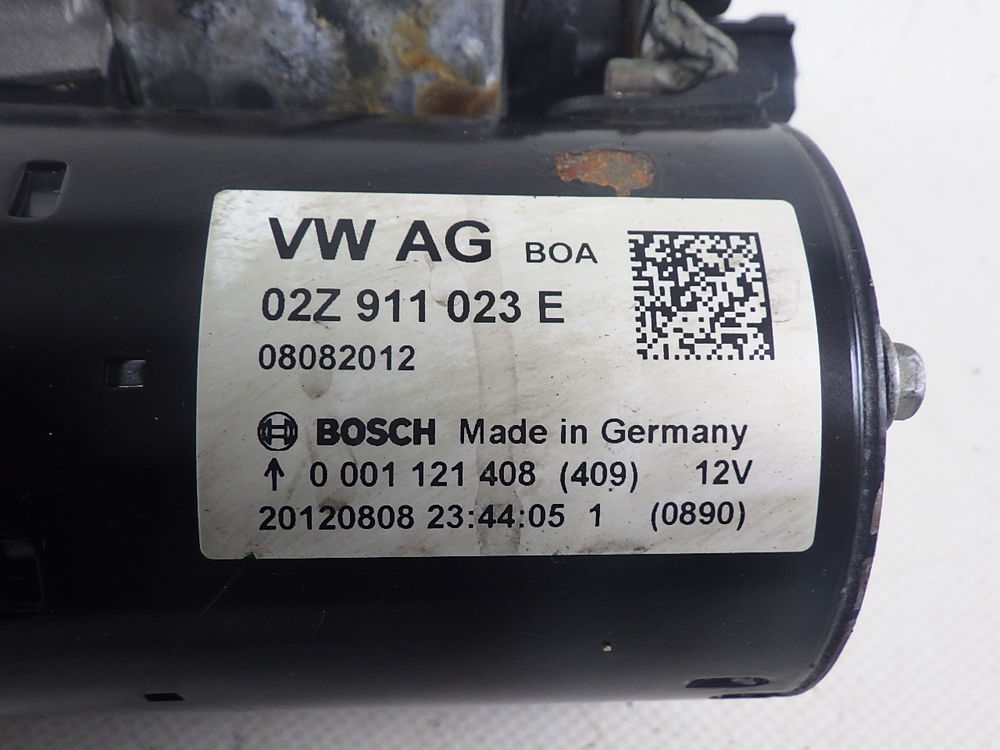 VW AG BOA
02Z 911 023 E
08082012
BOSCH Made in Germany
↑ 0 001 121 408 (409) 12V
20120808 23:44:05 1 (0890)